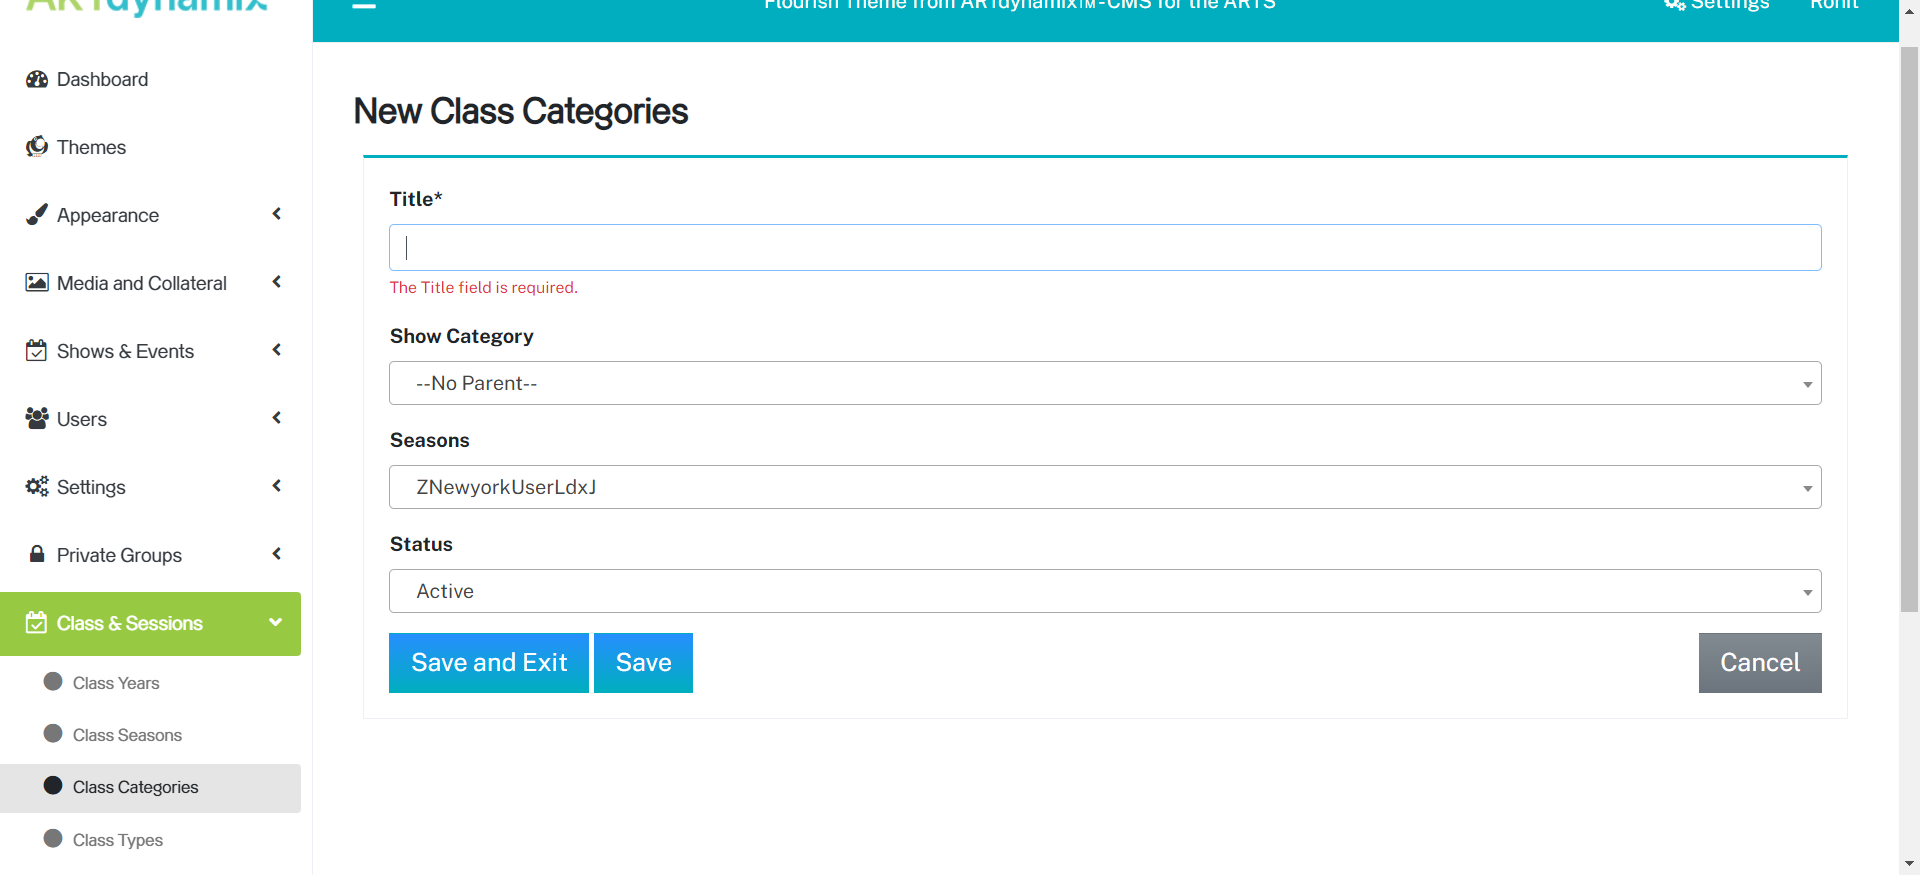 ARTdynamix
Flourish Theme from ARTdynamix™-CMS for the ARTS
Settings
Rohit
Dashboard
Themes
Appearance
Media and Collateral
Shows & Events
Users
Settings
Private Groups
Class & Sessions
Class Years
Class Seasons
Class Categories
Class Types
New Class Categories
Title*
The Title field is required.
Show Category
--No Parent--
Seasons
ZNewyorkUserLdxJ
Status
Active
Save and Exit
Save
Cancel